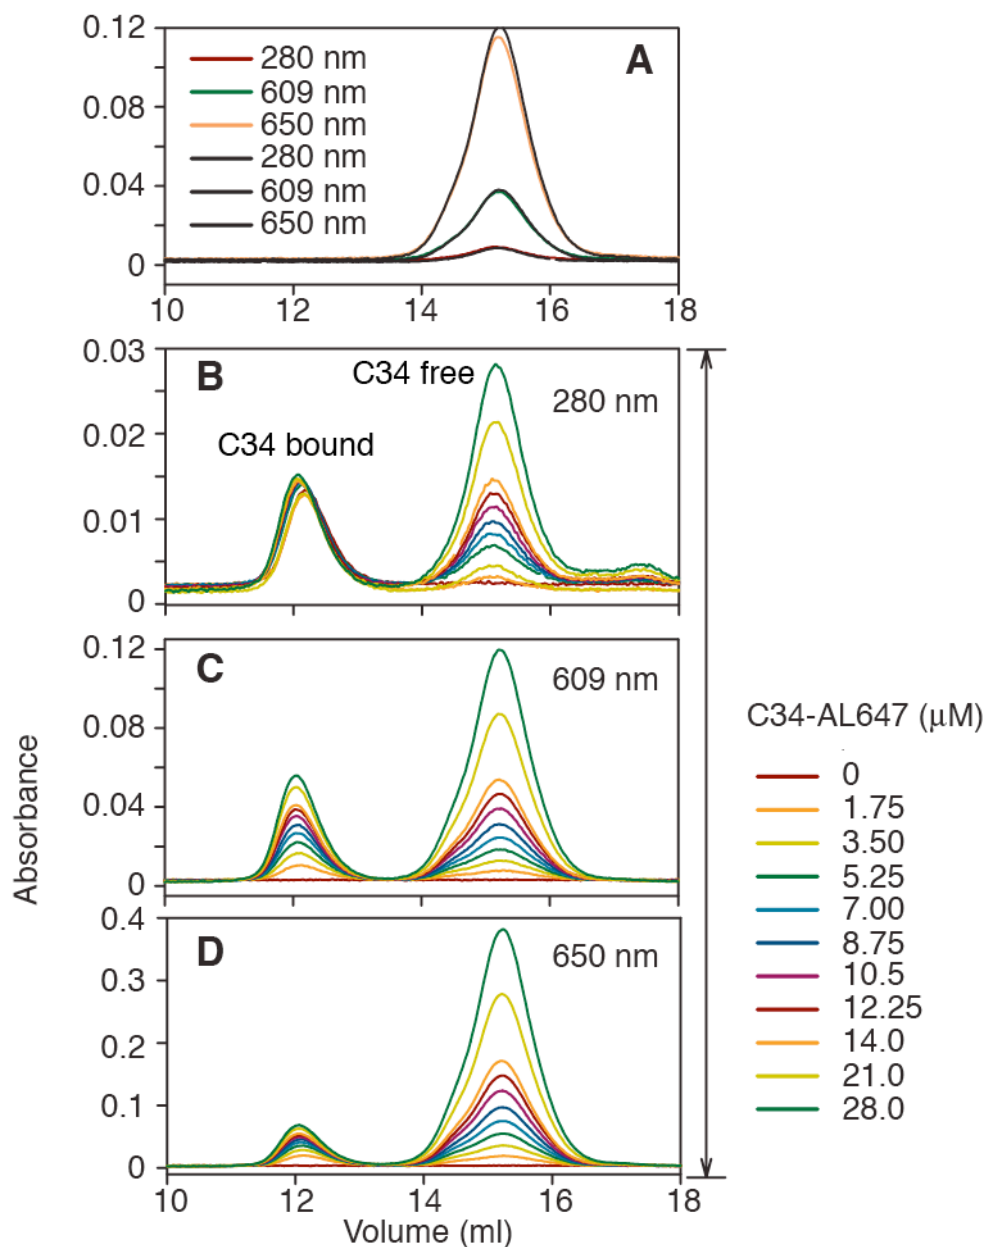 0.12
0.08
0.04
0
280 nm
609 nm
650 nm
280 nm
609 nm
650 nm
A
10 12 14 16 18
0.03
0.02
0.01
0
B
C34 free
280 nm
C34 bound
0.12
0.08
0.04
0
C
609 nm
Absorbance
0.4
0.3
0.2
0.1
0
D
650 nm
10 12 14 16 18
Volume (ml)
C34-AL647 (μM)
0
1.75
3.50
5.25
7.00
8.75
10.5
12.25
14.0
21.0
28.0